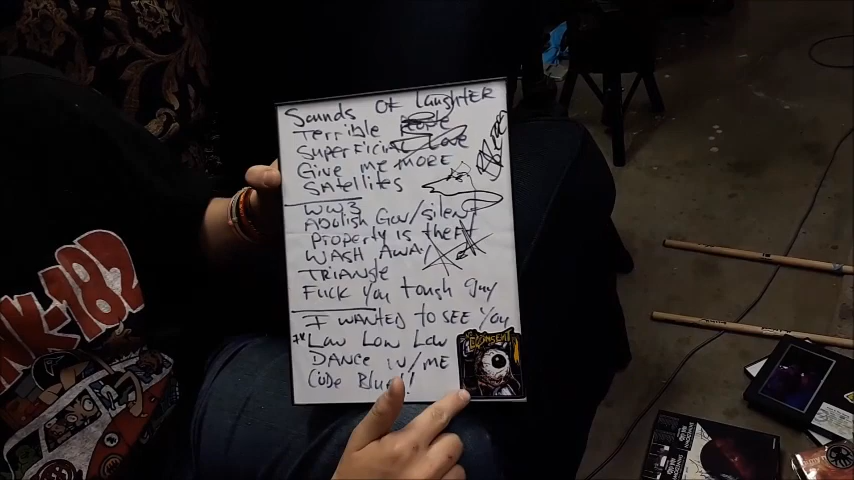 Sounds OF Laughter
Terrible
Superficial Love
Give me More
Satellites
WW3
Abolish Gov/silent
Property is theft
WASH AWAY
TRIANGLE
Fuck You tough guy
I WANTED to SEE You
Low Low Low
DANCE W/ME
Code Blue!!